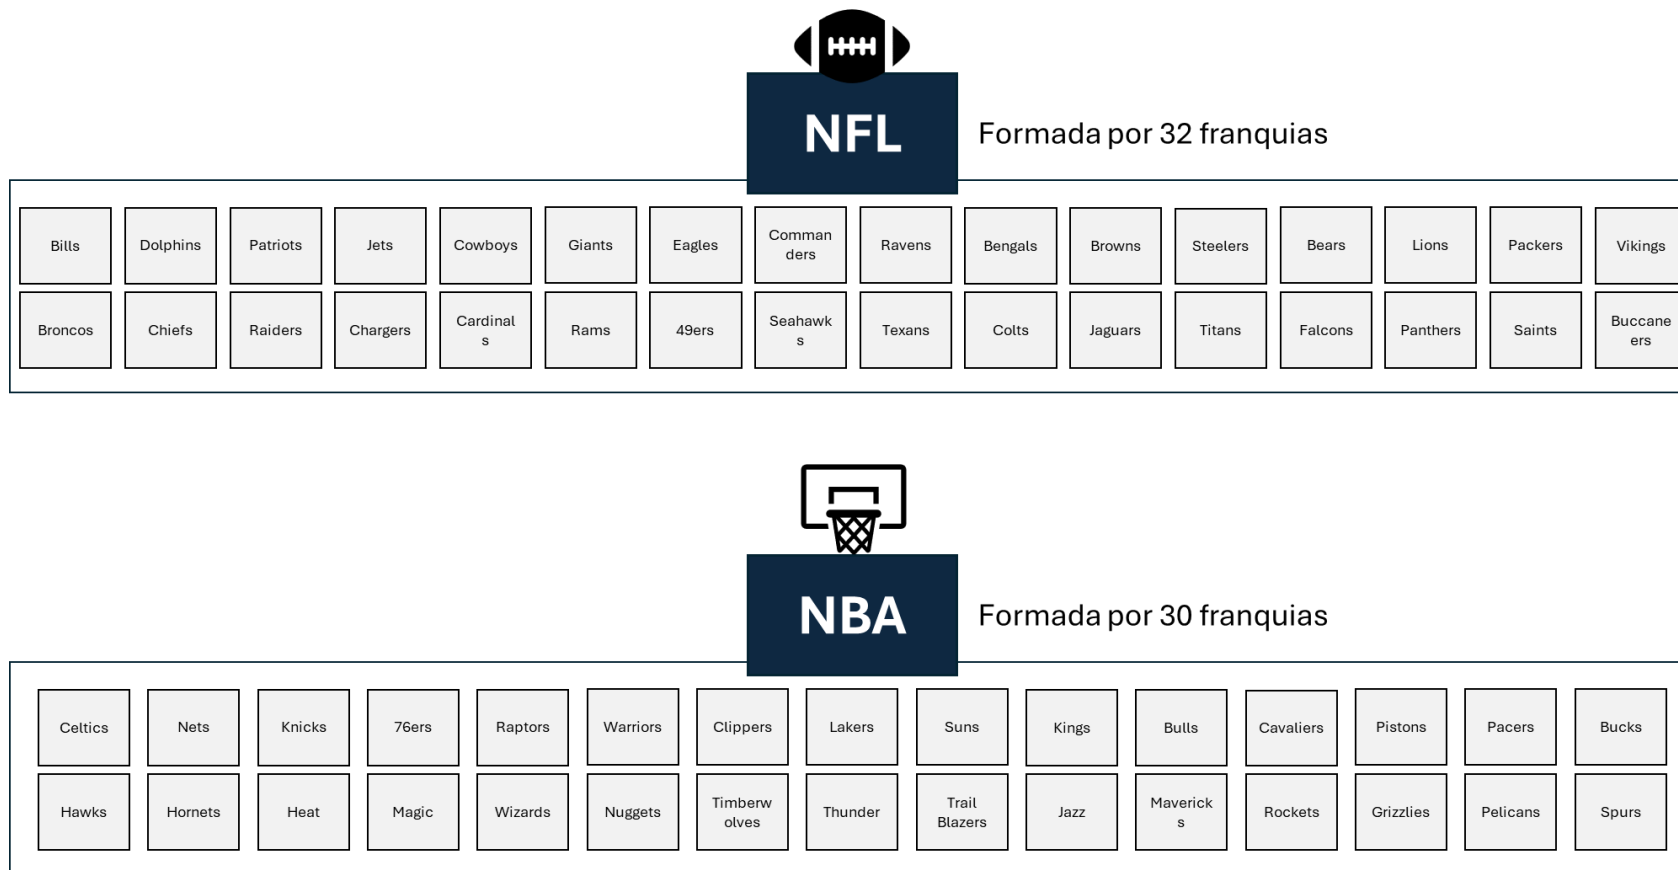 NFL
Formada por 32 franquias
Bills
Dolphins
Patriots
Jets
Cowboys
Giants
Eagles
Comman
ders
Ravens
Bengals
Browns
Steelers
Bears
Lions
Packers
Vikings
Broncos
Chiefs
Raiders
Chargers
Cardinal
s
Rams
49ers
Seahawk
s
Texans
Colts
Jaguars
Titans
Falcons
Panthers
Saints
Buccane
ers
NBA
Formada por 30 franquias
Celtics
Nets
Knicks
76ers
Raptors
Warriors
Clippers
Lakers
Suns
Kings
Bulls
Cavaliers
Pistons
Pacers
Bucks
Hawks
Hornets
Heat
Magic
Wizards
Nuggets
Timberw
olves
Thunder
Trail
Blazers
Jazz
Maverick
s
Rockets
Grizzlies
Pelicans
Spurs